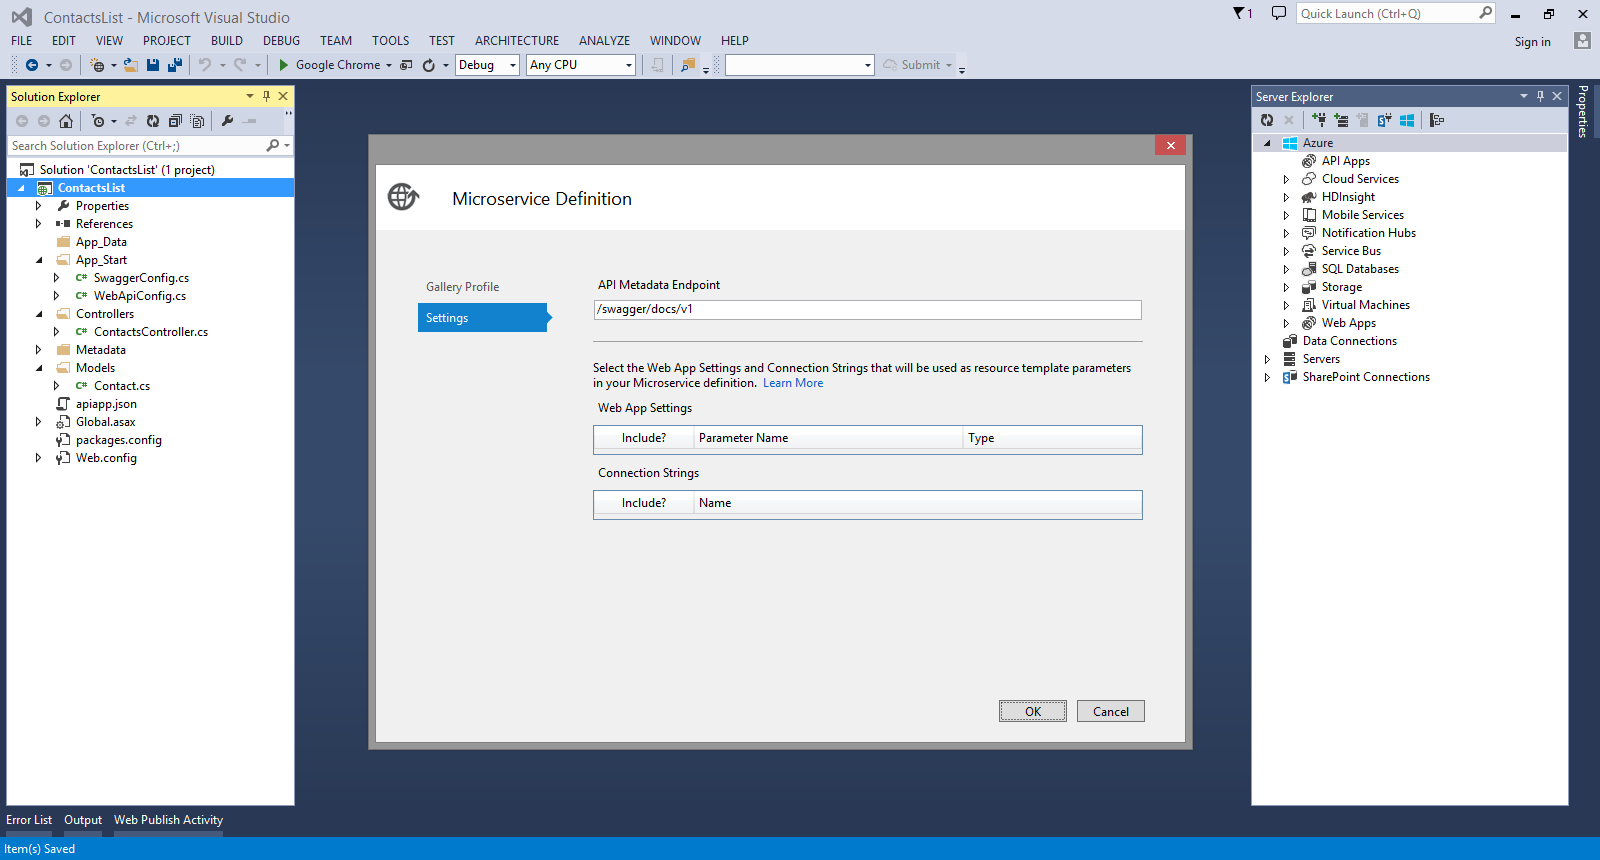 ContactsList - Microsoft Visual Studio
1
Quick Launch (Ctrl+Q)
FILE EDIT VIEW PROJECT BUILD DEBUG TEAM TOOLS TEST ARCHITECTURE ANALYZE WINDOW HELP
Sign in
Google Chrome Debug Any CPU Submit
Solution Explorer
Search Solution Explorer (Ctrl+;)
Solution 'ContactsList' (1 project)
ContactsList
Properties
References
App_Data
App_Start
C# SwaggerConfig.cs
C# WebApiConfig.cs
Controllers
C# ContactsController.cs
Metadata
Models
C# Contact.cs
apiapp.json
Global.asax
packages.config
Web.config
Microservice Definition
Gallery Profile
Settings
API Metadata Endpoint
/swagger/docs/v1
Select the Web App Settings and Connection Strings that will be used as resource template parameters
in your Microservice definition. Learn More
Web App Settings
Include? Parameter Name Type
Connection Strings
Include? Name
OK Cancel
Server Explorer
Azure
API Apps
Cloud Services
HDInsight
Mobile Services
Notification Hubs
Service Bus
SQL Databases
Storage
Virtual Machines
Web Apps
Data Connections
Servers
SharePoint Connections
Properties
Error List Output Web Publish Activity
Item(s) Saved